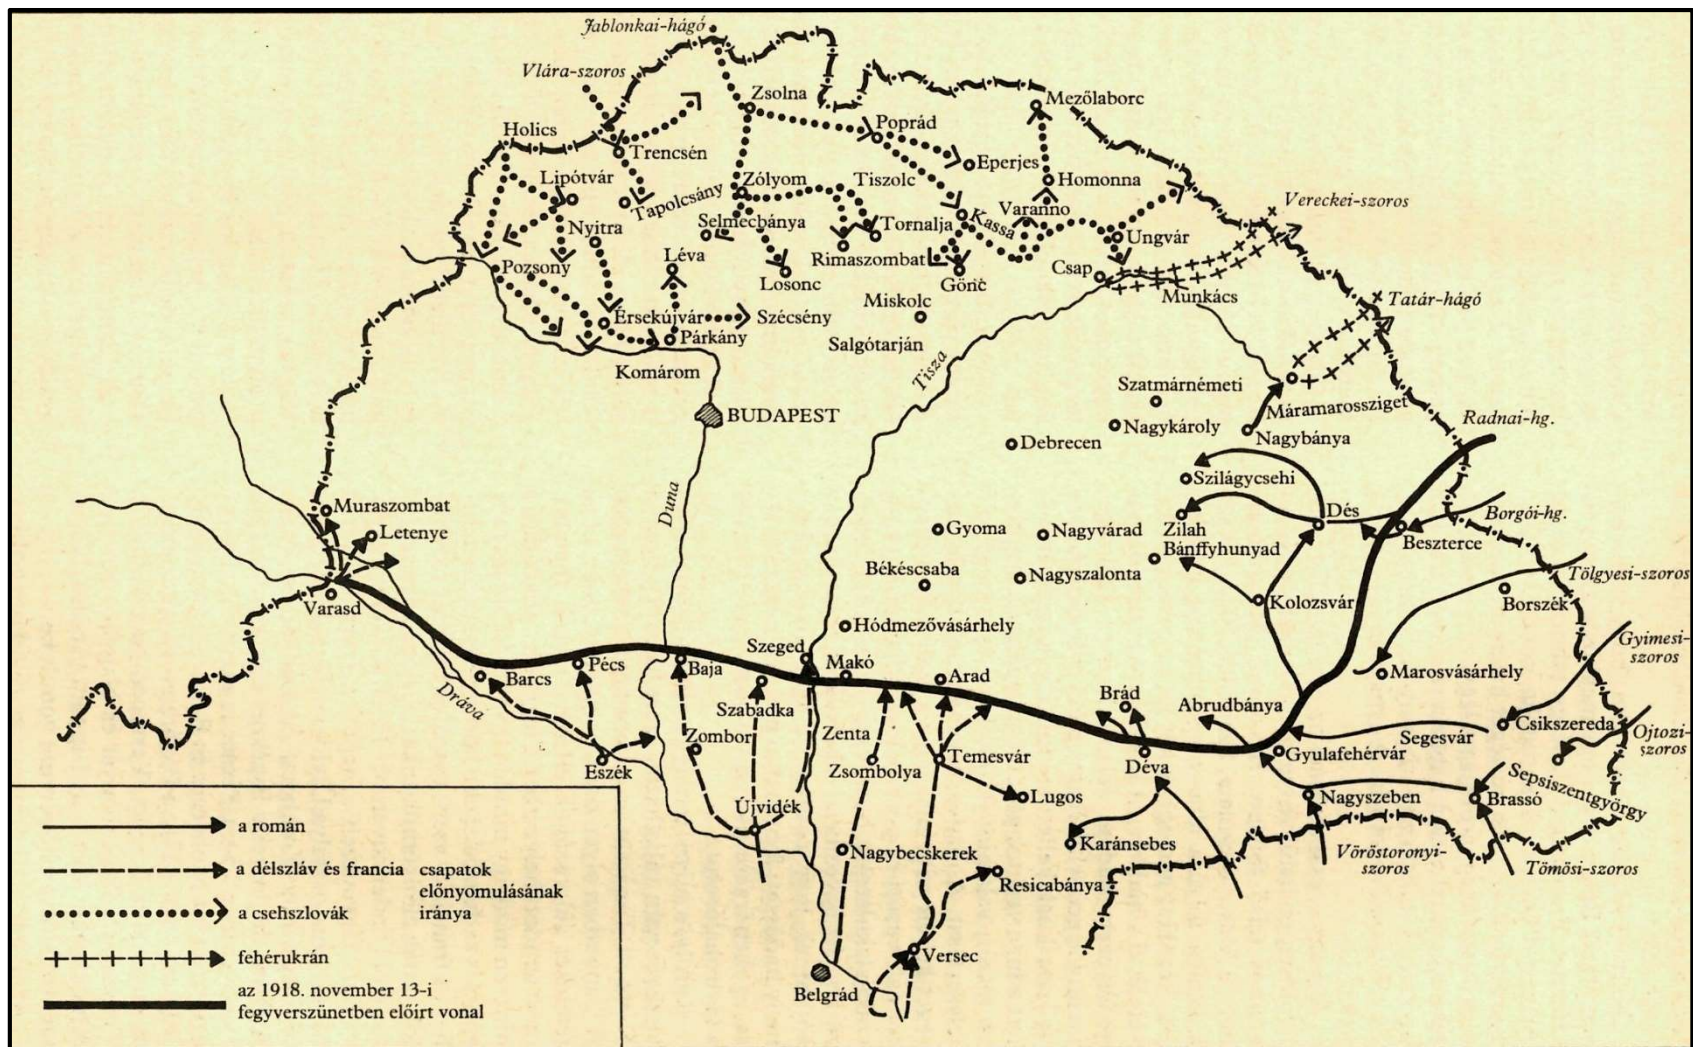 Jablonkai-hágó
Vlára-szoros
Zsolna
Mezőlaborc
Holics
Poprád
Trencsén
Eperjes
Lipótvár
Zólyom
Tiszolc
Homonna
Tapolcsány
Vereckei-szoros
Selmecbánya
Varanno
Nyitra
Tornalja
Kassa
Ungvár
Léva
Rimaszombat
Pozsony
Csap
Losonc
Gönc
Munkács
Miskolc
Tatár-hágó
Érsekújvár
Szécsény
Párkány
Salgótarján
Komárom
Tisza
Szatmárnémeti
Máramarossziget
BUDAPEST
Radnai-hg.
Nagykároly
Nagybánya
Debrecen
Szilágycsehi
Duna
Muraszombat
Dés
Borgói-hg.
Letenye
Gyoma
Nagyvárad
Zilah
Beszterce
Bánffyhunyad
Békéscsaba
Nagyszalonta
Tölgyesi-szoros
Varasd
Kolozsvár
Borszék
Hódmezővásárhely
Gyimesi-
szoros
Szeged
Pécs
Baja
Makó
Arad
Marosvásárhely
Barcs
Dráva
Brád
Abrudbánya
Szabadka
Csikszereda
Zombor
Zenta
Segesvár
Ojtozi-
szoros
Temesvár
Gyulafehérvár
Eszék
Zsombolya
Déva
Sepsiszentgyörgy
Lugos
Nagyszeben
Brassó
Újvidék
Karánsebes
Nagybecskerek
Vöröstoronyi-
szoros
Tömösi-szoros
Resicabánya
Versec
Belgrád
a román
a délszláv és francia csapatok
előnyomulásának
a csehszlovák iránya
fehérukrán
az 1918. november 13-i
fegyverszünetben előírt vonal